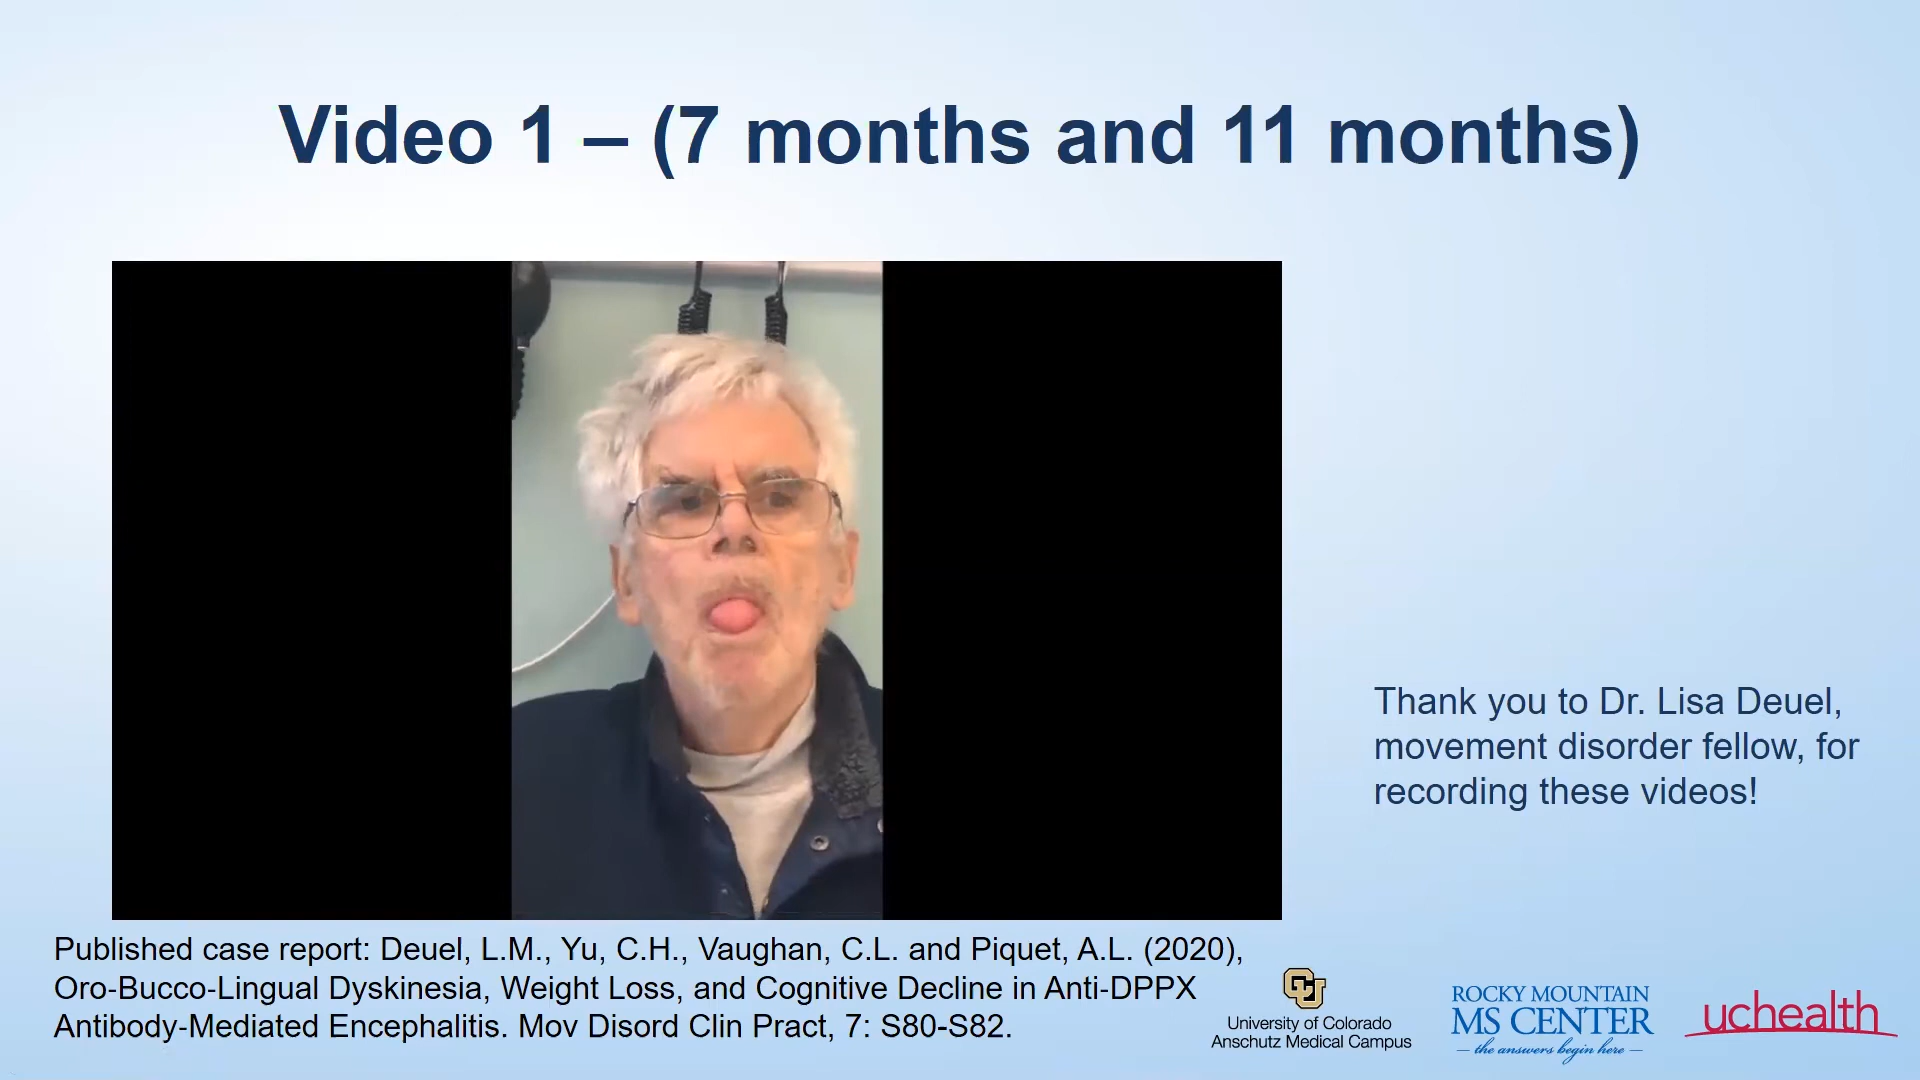 Video 1 – (7 months and 11 months)
Thank you to Dr. Lisa Deuel,
movement disorder fellow, for
recording these videos!
Published case report: Deuel, L.M., Yu, C.H., Vaughan, C.L. and Piquet, A.L. (2020),
Oro-Bucco-Lingual Dyskinesia, Weight Loss, and Cognitive Decline in Anti-DPPX
Antibody-Mediated Encephalitis. Mov Disord Clin Pract, 7: S80-S82.
CU
University of Colorado
Anschutz Medical Campus
ROCKY MOUNTAIN
MS CENTER
– the answers begin here –
uchealth